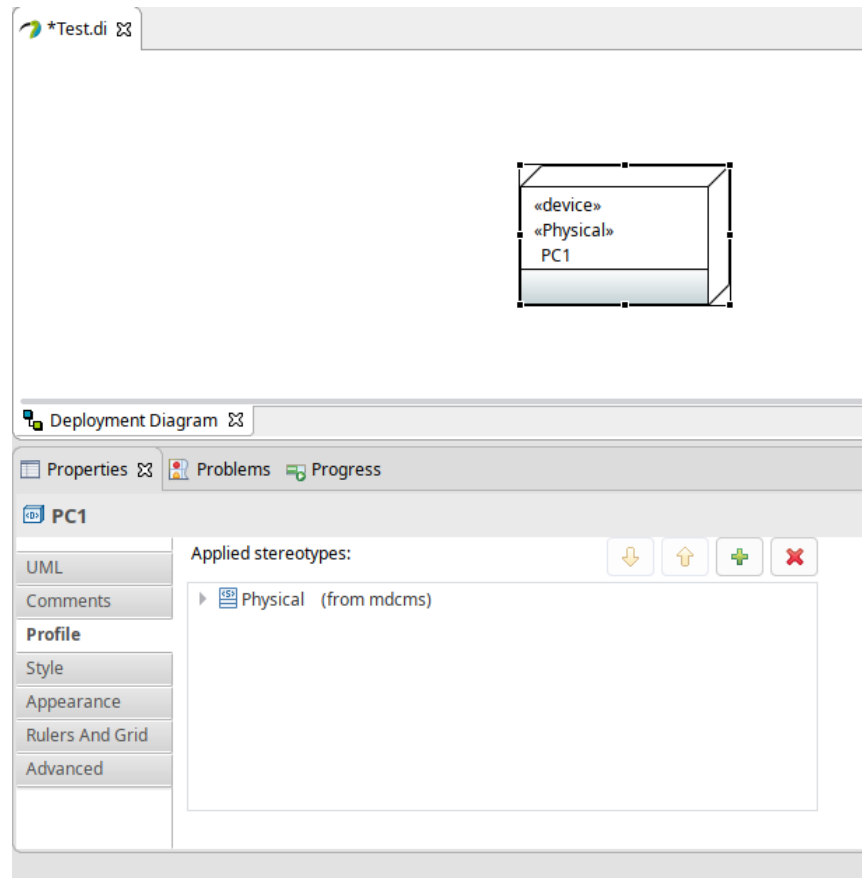 *Test.di
«device»
«Physical»
PC1
Deployment Diagram
Properties Problems Progress
PC1
Applied stereotypes:
UML
Comments
Profile
Style
Appearance
Rulers And Grid
Advanced
Physical (from mdcms)